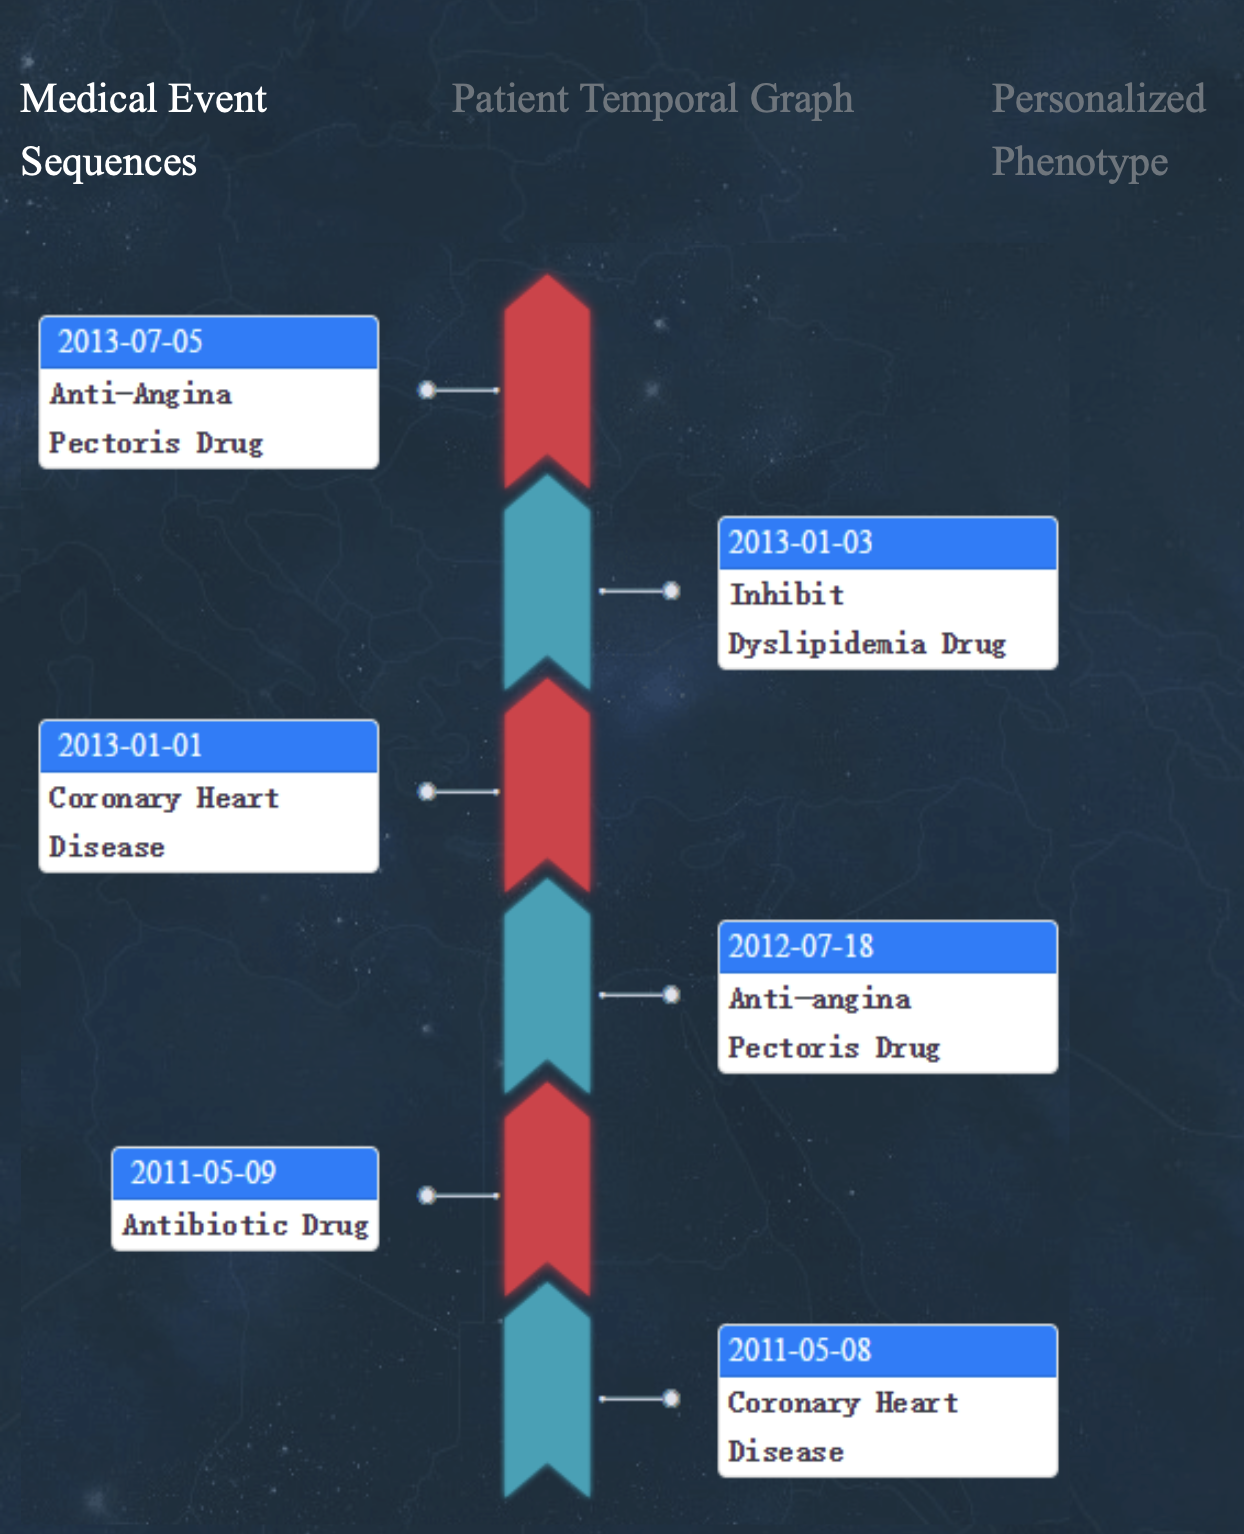 Medical Event
Sequences
Patient Temporal Graph
Personalized
Phenotype
2013-07-05
Anti-Angina
Pectoris Drug
2013-01-03
Inhibit
Dyslipidemia Drug
2013-01-01
Coronary Heart
Disease
2012-07-18
Anti-angina
Pectoris Drug
2011-05-09
Antibiotic Drug
2011-05-08
Coronary Heart
Disease